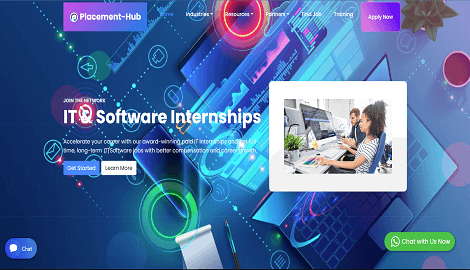 Placement-Hub
Home Industries Resources Partners Find Job Training Apply Now
JOIN THE NETWORK
IT & Software Internships
Accelerate your career with our award-winning paid IT internships and
time, long-term IT/Software jobs with better compensation and career growth.
Get Started Learn More
Chat
Chat with Us Now